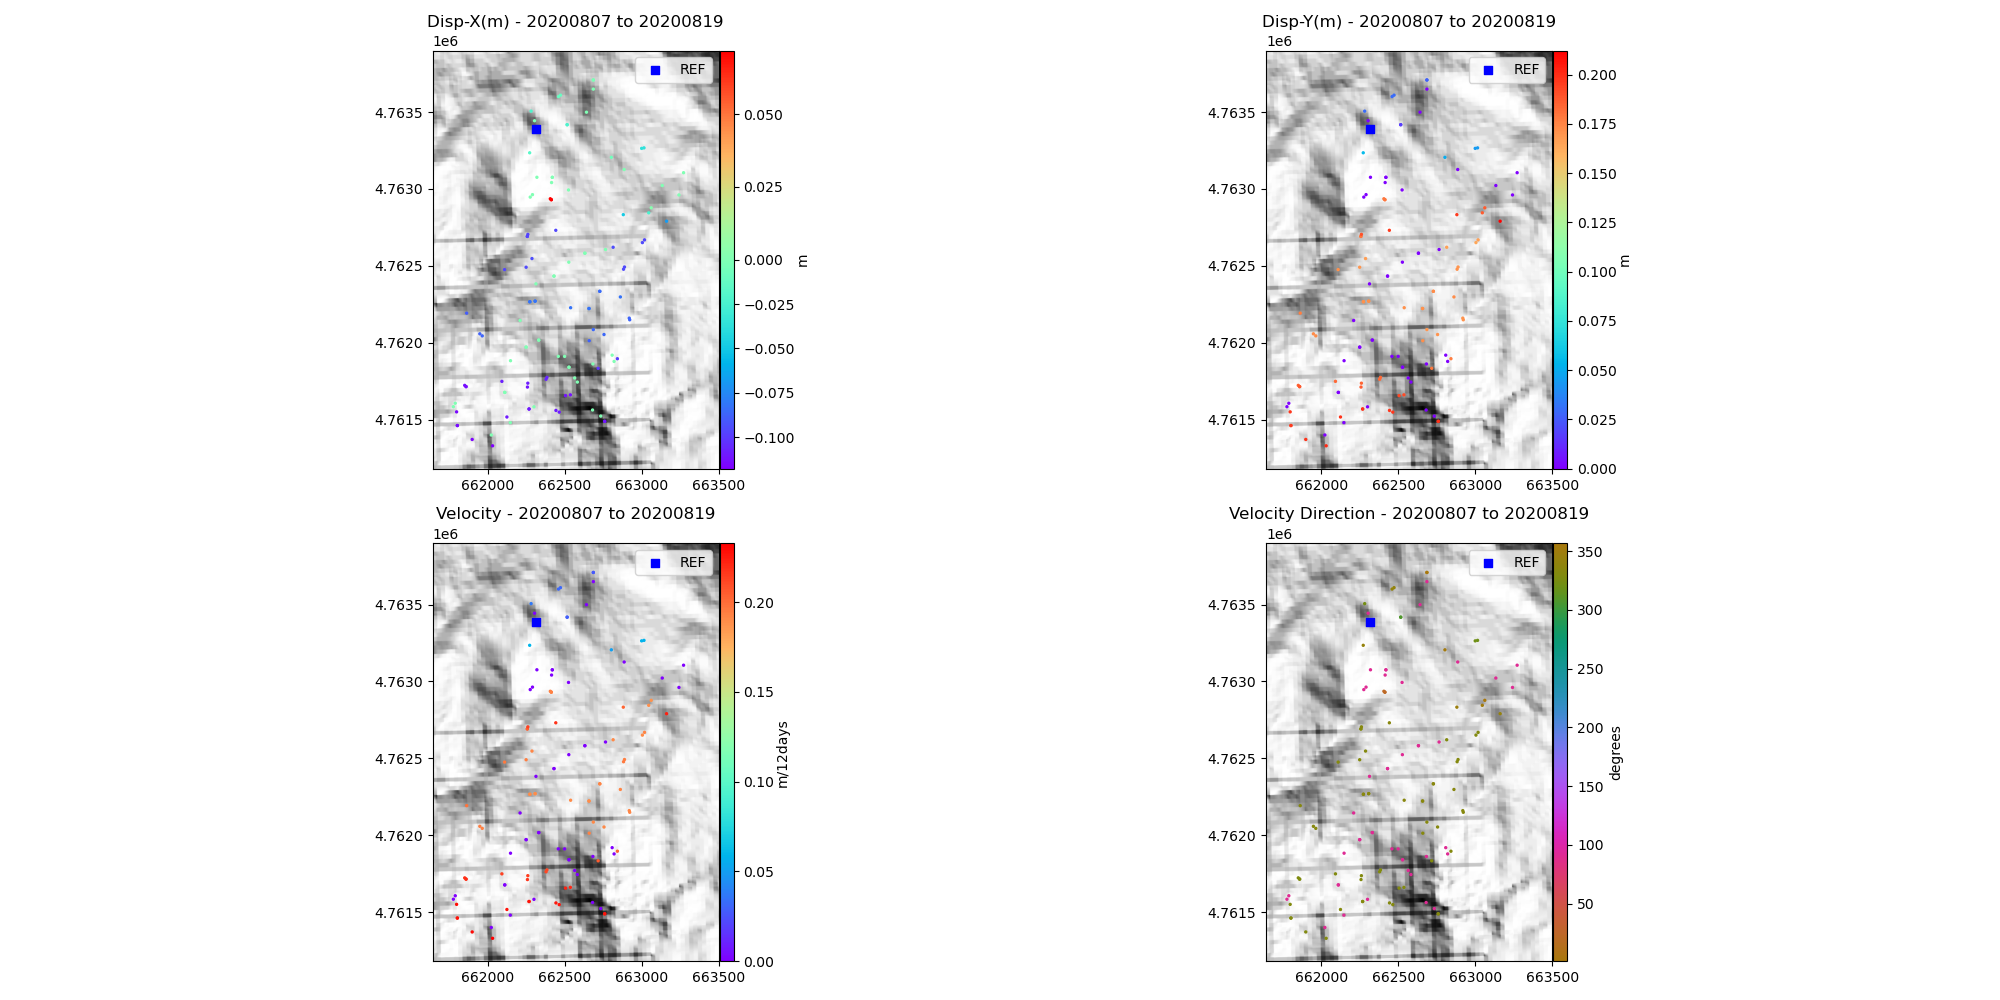 Disp-X(m) - 20200807 to 20200819
1e6
REF
4.7635
4.7630
4.7625
4.7620
4.7615
662000 662500 663000 663500
0.050
0.025
0.000
−0.025
−0.050
−0.075
−0.100
m
Disp-Y(m) - 20200807 to 20200819
1e6
REF
4.7635
4.7630
4.7625
4.7620
4.7615
662000 662500 663000 663500
0.200
0.175
0.150
0.125
0.100
0.075
0.050
0.025
0.000
m
Velocity - 20200807 to 20200819
1e6
REF
4.7635
4.7630
4.7625
4.7620
4.7615
662000 662500 663000 663500
0.20
0.15
0.10
0.05
0.00
m/12days
Velocity Direction - 20200807 to 20200819
1e6
REF
4.7635
4.7630
4.7625
4.7620
4.7615
662000 662500 663000 663500
350
300
250
200
150
100
50
degrees